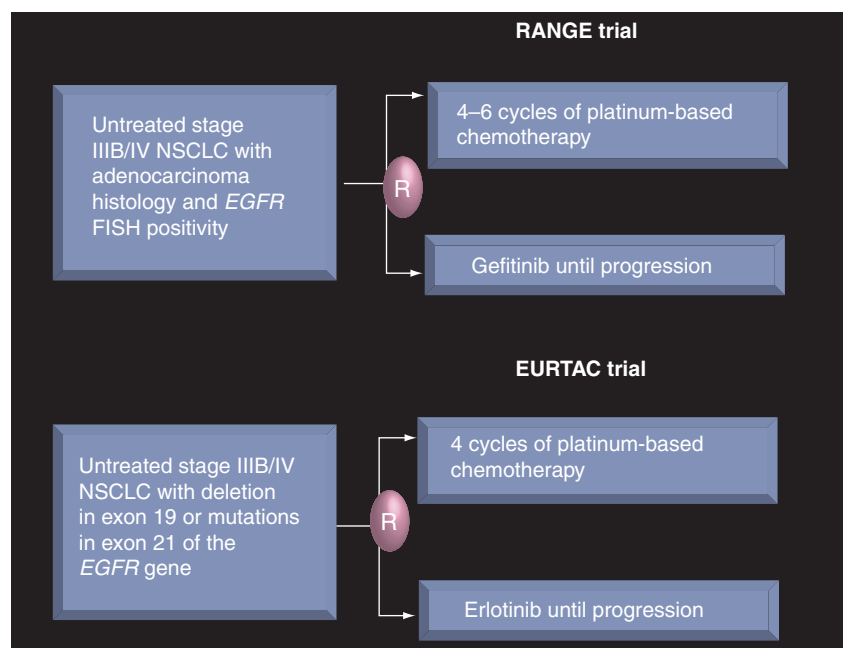 RANGE trial
Untreated stage
IIIB/IV NSCLC with
adenocarcinoma
histology and EGFR
FISH positivity
R
4–6 cycles of platinum-based
chemotherapy
Gefitinib until progression
EURTAC trial
Untreated stage IIIB/IV
NSCLC with deletion
in exon 19 or mutations
in exon 21 of the
EGFR gene
R
4 cycles of platinum-based
chemotherapy
Erlotinib until progression